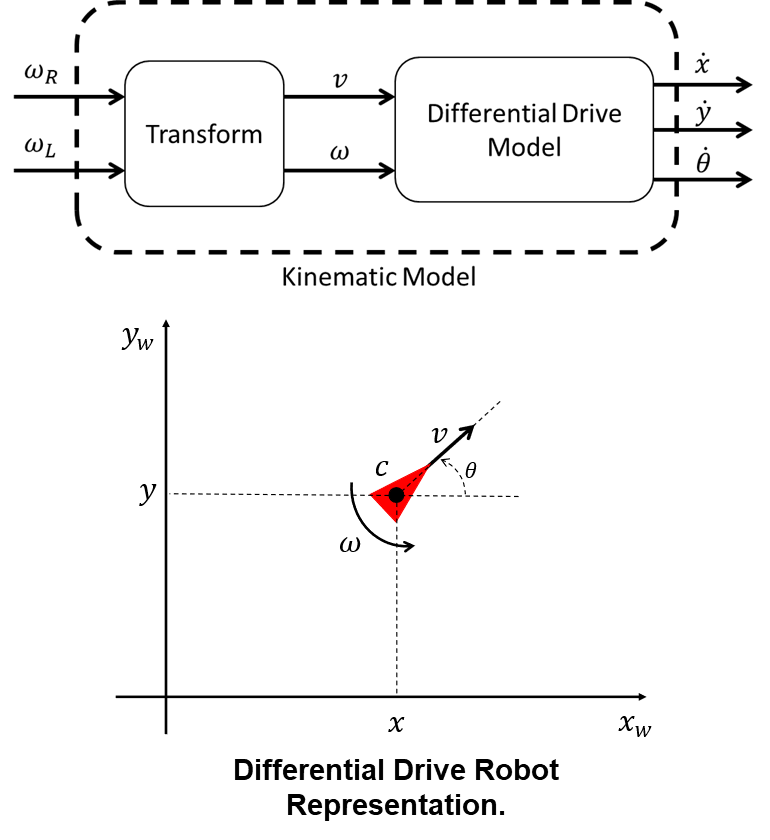 ω_R
ω_L
Transform
v
ω
Differential Drive
Model
ẋ
ẏ
θ̇
Kinematic Model
y_w
v
c
θ
y
ω
x
x_w
Differential Drive Robot
Representation.